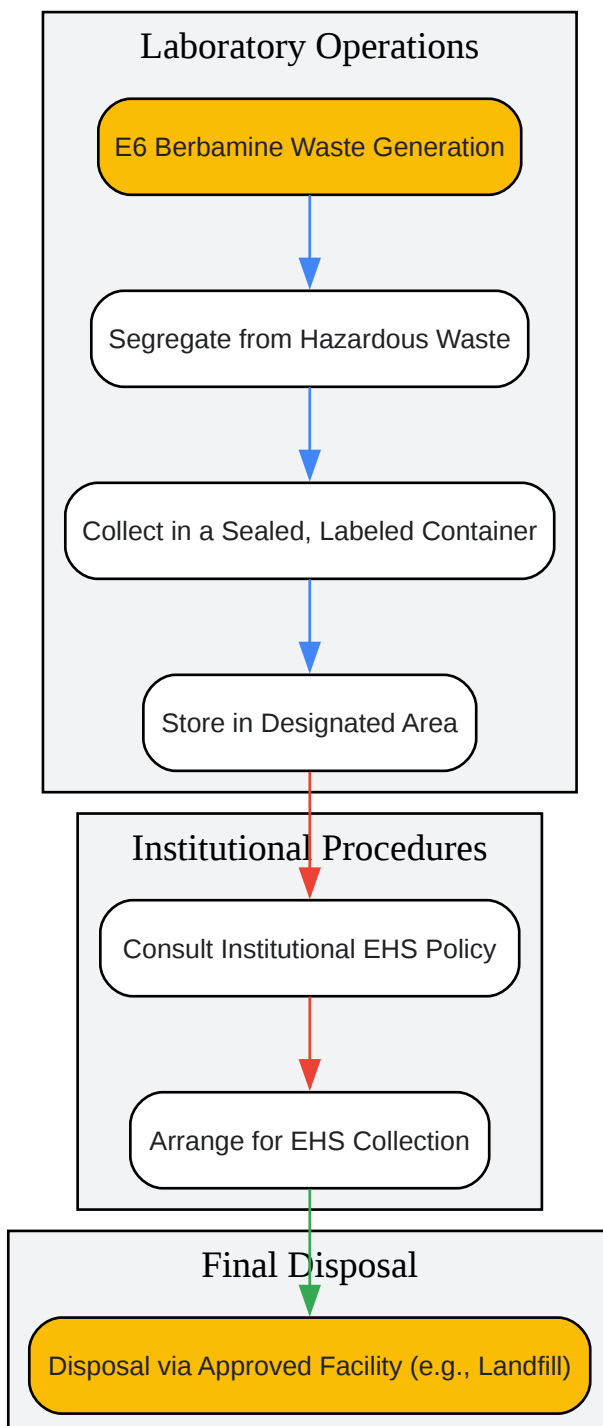 Laboratory Operations
E6 Berbamine Waste Generation
Segregate from Hazardous Waste
Collect in a Sealed, Labeled Container
Store in Designated Area
Institutional Procedures
Consult Institutional EHS Policy
Arrange for EHS Collection
Final Disposal
Disposal via Approved Facility (e.g., Landfill)